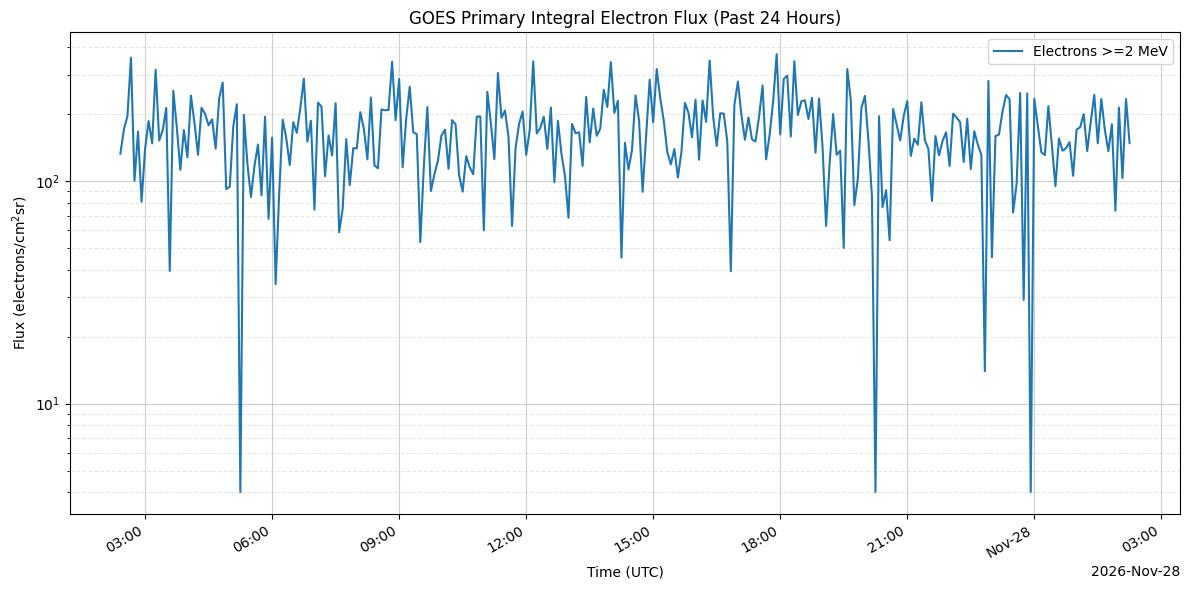 GOES Primary Integral Electron Flux (Past 24 Hours)
Electrons >=2 MeV
Flux (electrons/cm²sr)
10²
10¹
03:00
06:00
09:00
12:00
15:00
18:00
21:00
Nov-28
03:00
Time (UTC)
2026-Nov-28